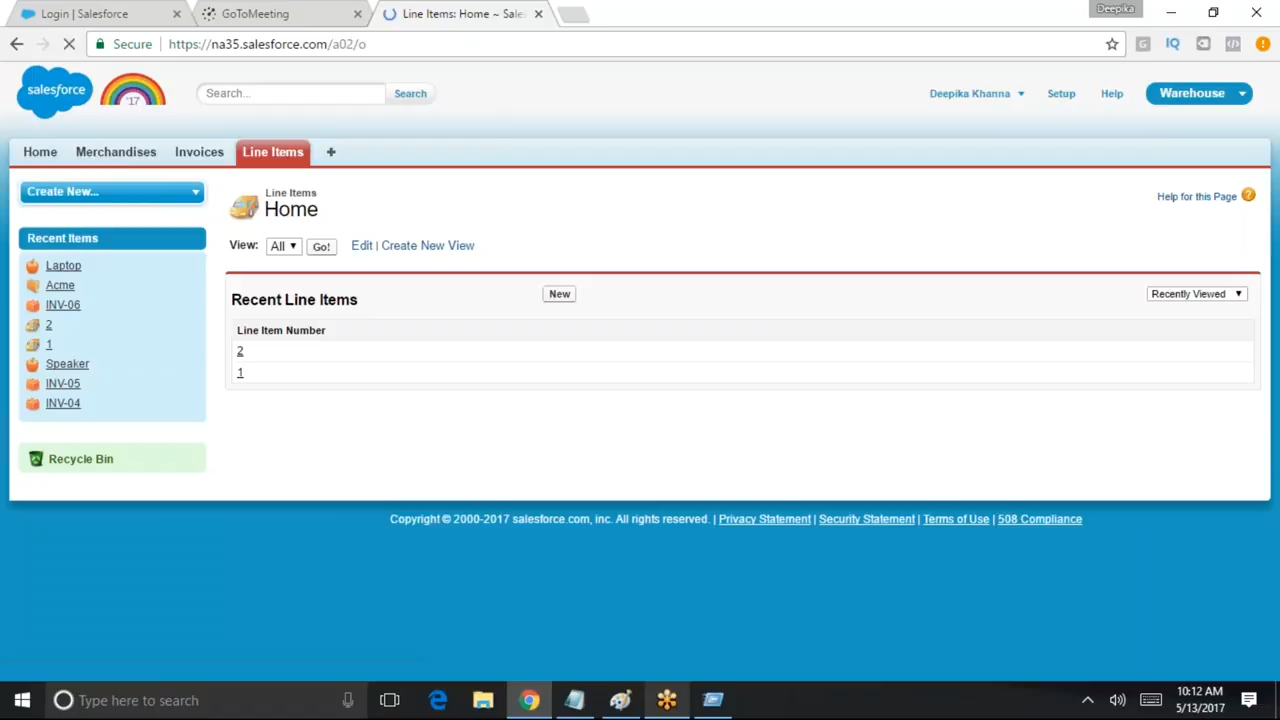 Login | Salesforce
GoToMeeting
Line Items: Home ~ Sales
Deepika
Secure
https://na35.salesforce.com/a02/o
G
IQ
salesforce
'17
Search...
Search
Deepika Khanna
Setup
Help
Warehouse
Home
Merchandises
Invoices
Line Items
Create New...
Line Items
Home
Help for this Page
?
Recent Items
View: All Go! Edit | Create New View
Laptop
Acme
INV-06
2
1
Speaker
INV-05
INV-04
Recent Line Items
New
Recently Viewed
Line Item Number
2
1
Recycle Bin
Copyright © 2000-2017 salesforce.com, inc. All rights reserved. | Privacy Statement | Security Statement | Terms of Use | 508 Compliance
Type here to search
10:12 AM
5/13/2017